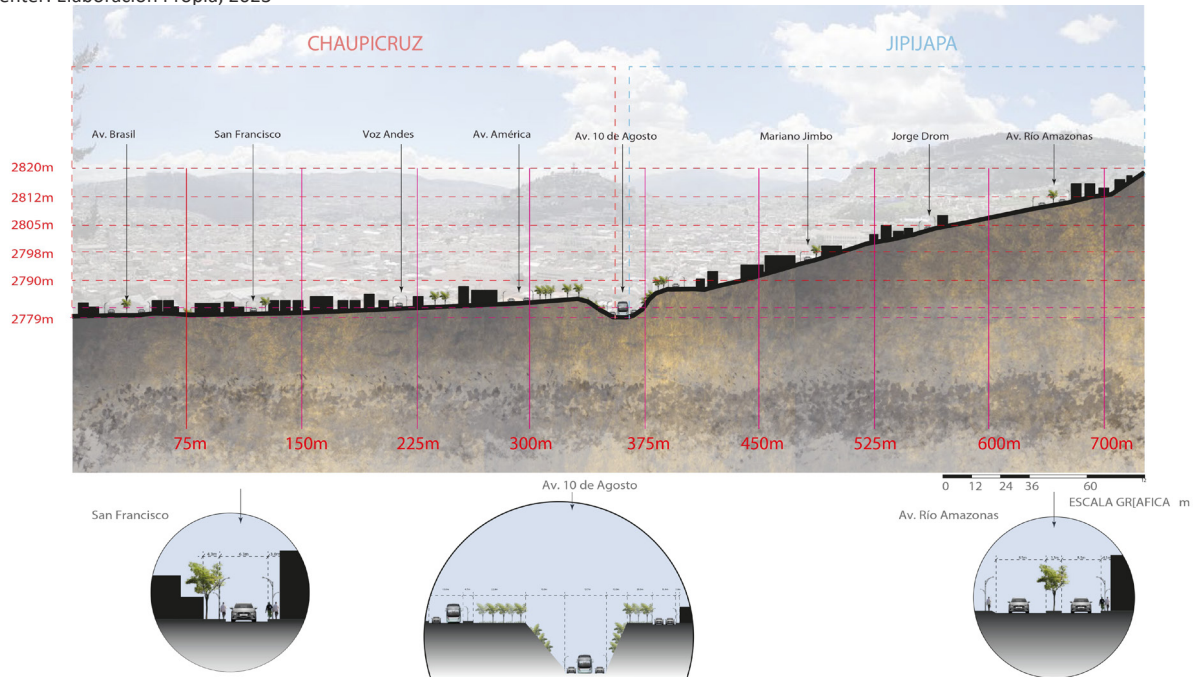 CHAUPICRUZ
JIPIJAPA
Av. Brasil
San Francisco
Voz Andes
Av. América
Av. 10 de Agosto
Mariano Jimbo
Jorge Drom
Av. Río Amazonas
2820m
2812m
2805m
2798m
2790m
2779m
75m
150m
225m
300m
375m
450m
525m
600m
700m
0 12 24 36 60
ESCALA GR[AFICA m
San Francisco
Av. 10 de Agosto
Av. Río Amazonas